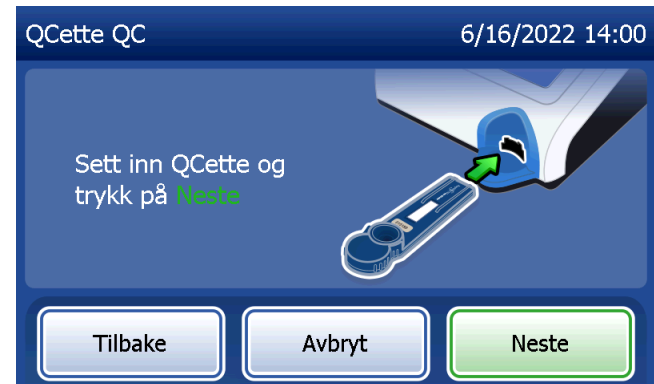 QCette QC
6/16/2022 14:00
Sett inn QCette og
trykk på Neste
Tilbake
Avbryt
Neste